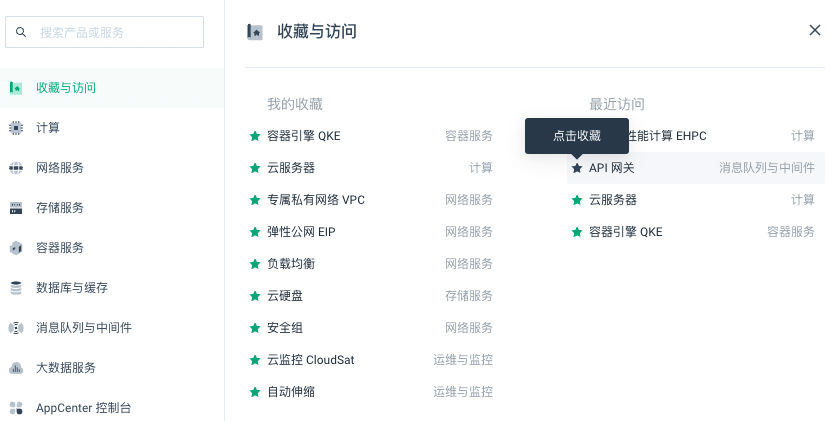 搜索产品或服务
收藏与访问
计算
网络服务
存储服务
容器服务
数据库与缓存
消息队列与中间件
大数据服务
AppCenter 控制台
收藏与访问
我的收藏
容器引擎 QKE 容器服务
云服务器 计算
专属私有网络 VPC 网络服务
弹性公网 EIP 网络服务
负载均衡 网络服务
云硬盘 存储服务
安全组 网络服务
云监控 CloudSat 运维与监控
自动伸缩 运维与监控
最近访问
点击收藏
性能计算 EHPC 计算
API 网关 消息队列与中间件
云服务器 计算
容器引擎 QKE 容器服务